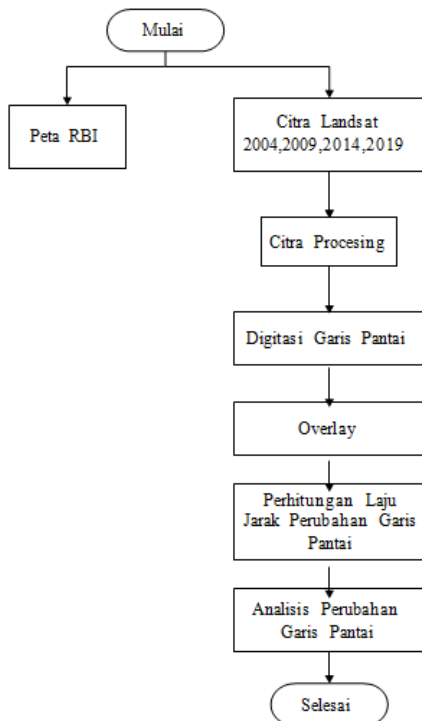 Mulai
Peta RBI
Citra Landsat
2004,2009,2014,2019
Citra Procesing
Digitasi Garis Pantai
Overlay
Perhitungan Laju
Jarak Perubahan Garis
Pantai
Analisis Perubahan
Garis Pantai
Selesai